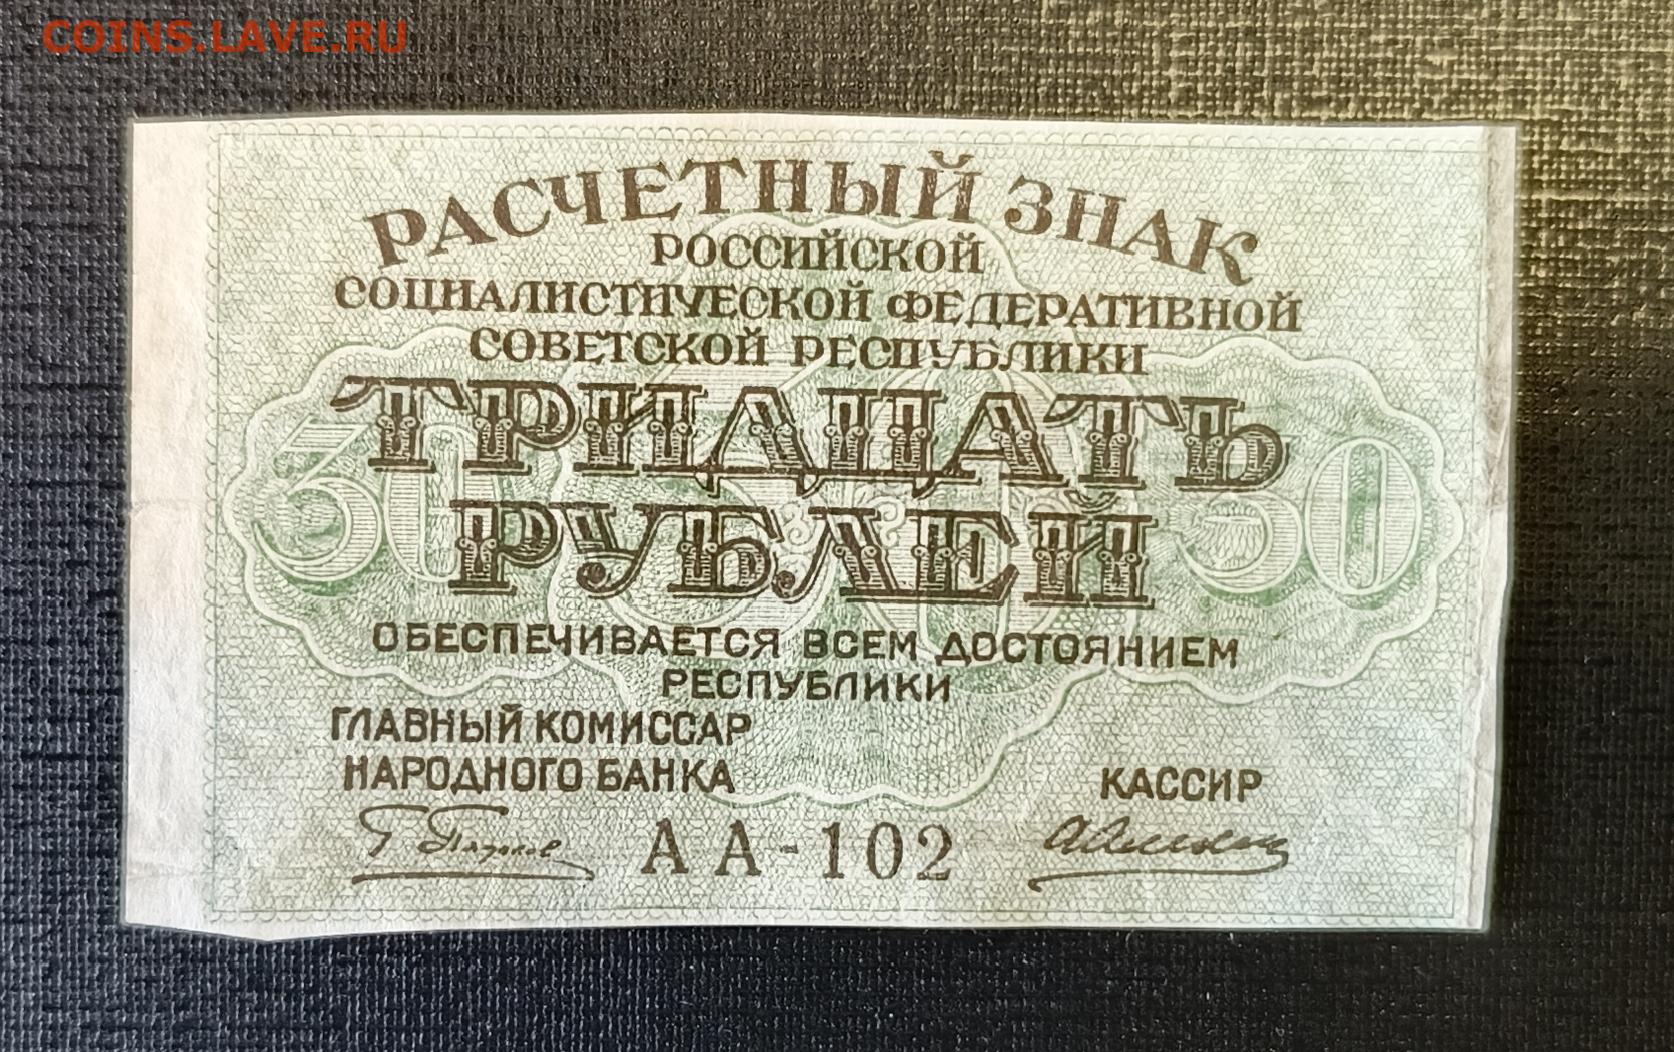 COINS.LAVE.RU
РАСЧЕТНЫЙ ЗНАК
РОССИЙСКОЙ
СОЦИАЛИСТИЧЕСКОЙ ФЕДЕРАТИВНОЙ
СОВЕТСКОЙ РЕСПУБЛИКИ
ТРИДЦАТЬ
30 30 30
РУБЛЕЙ
ОБЕСПЕЧИВАЕТСЯ ВСЕМ ДОСТОЯНИЕМ
РЕСПУБЛИКИ
ГЛАВНЫЙ КОМИССАР
НАРОДНОГО БАНКА
КАССИР
АА-102